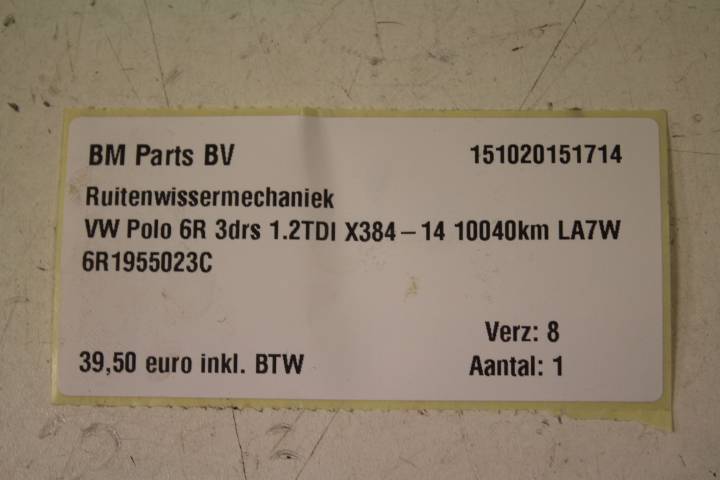 BM Parts BV 151020151714
Ruitenwissermechaniek
VW Polo 6R 3drs 1.2TDI X384-14 10040km LA7W
6R1955023C
Verz: 8
39,50 euro inkl. BTW Aantal: 1